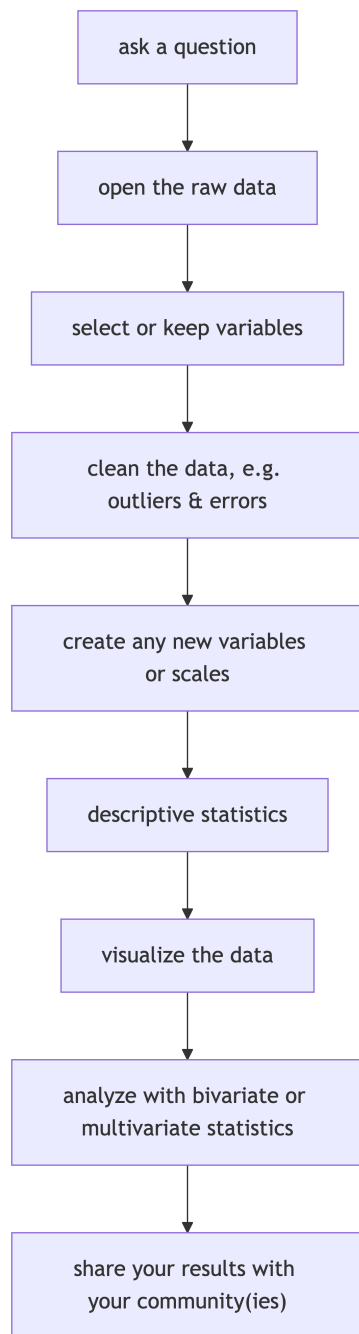 ask a question
open the raw data
select or keep variables
clean the data, e.g.
outliers & errors
create any new variables
or scales
descriptive statistics
visualize the data
analyze with bivariate or
multivariate statistics
share your results with
your community(ies)